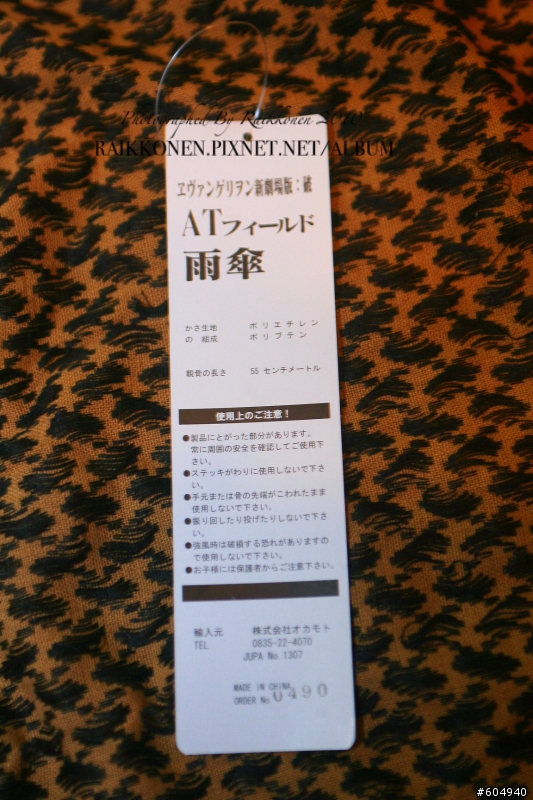 Photographed By Raikkonen 2010
RAIKKONEN.PIXNET.NET/ALBUM
ヱヴァンゲリヲン新劇場版:破
ATフィールド
雨傘
かさ生地 ポリエチレン
の 組成 ポリブテン
親骨の長さ 55 センチメートル
使用上のご注意!
●製品にとがった部分があります。
常に周囲の安全を確認してご使用下
さい。
●ステッキがわりに使用しないで下さ
い。
●手元または骨の先端がこわれたまま
使用しないで下さい。
●振り回したり投げたりしないで下さ
い。
●強風時は破損する恐れがありますの
で使用しないで下さい。
●お子様には保護者からご注意下さい。
輸入元 株式会社オカモト
TEL 0835-22-4070
JUPA No.1307
MADE IN CHINA
ORDER No.0490
#604940